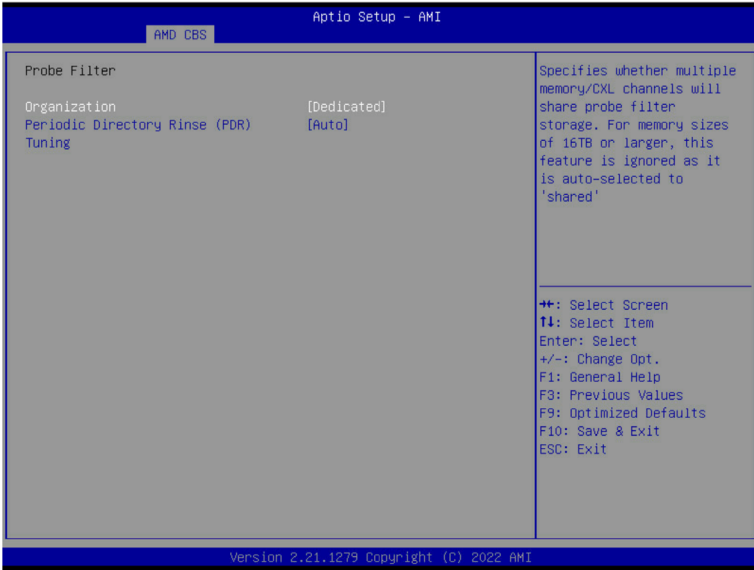 Aptio Setup - AMI
AMD CBS
Probe Filter
Organization [Dedicated]
Periodic Directory Rinse (PDR) [Auto]
Tuning
Specifies whether multiple
memory/CXL channels will
share probe filter
storage. For memory sizes
of 16TB or larger, this
feature is ignored as it
is auto-selected to
'shared'
→←: Select Screen
↑↓: Select Item
Enter: Select
+/-: Change Opt.
F1: General Help
F3: Previous Values
F9: Optimized Defaults
F10: Save & Exit
ESC: Exit
Version 2.21.1279 Copyright (C) 2022 AMI